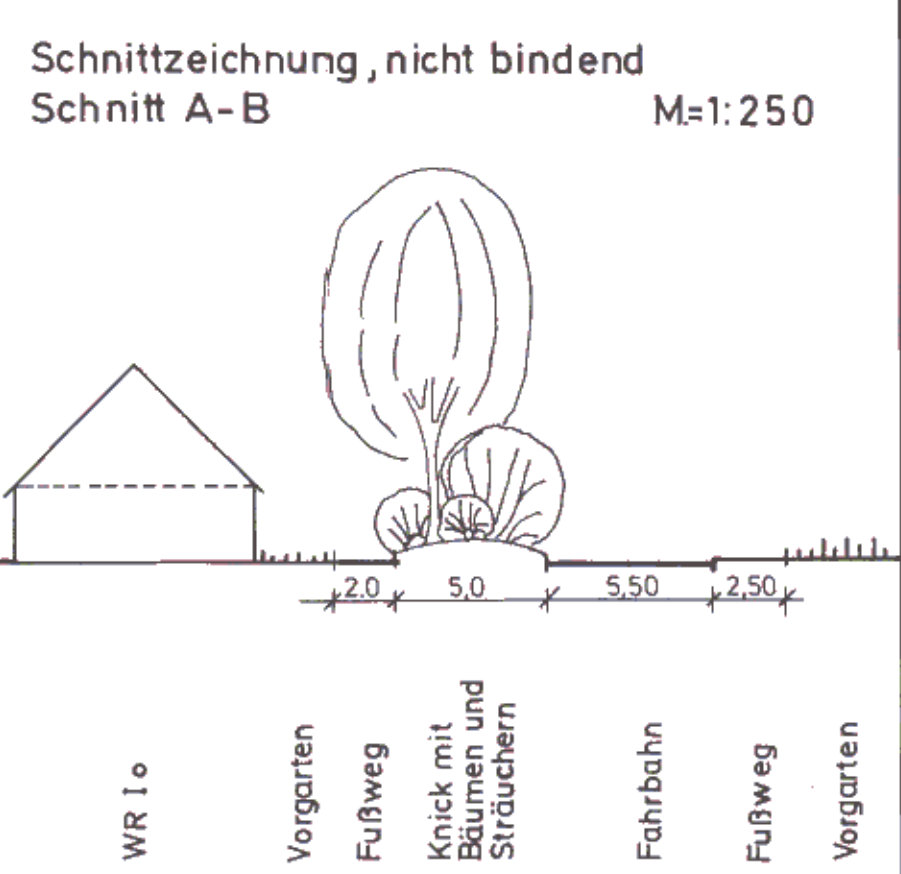 Schnittzeichnung, nicht bindend
Schnitt A-B
M.=1:250
2.0
5,0
5,50
2,50
WR I o
Vorgarten
Fußweg
Knick mit
Bäumen und
Sträuchern
Fahrbahn
Fußweg
Vorgarten